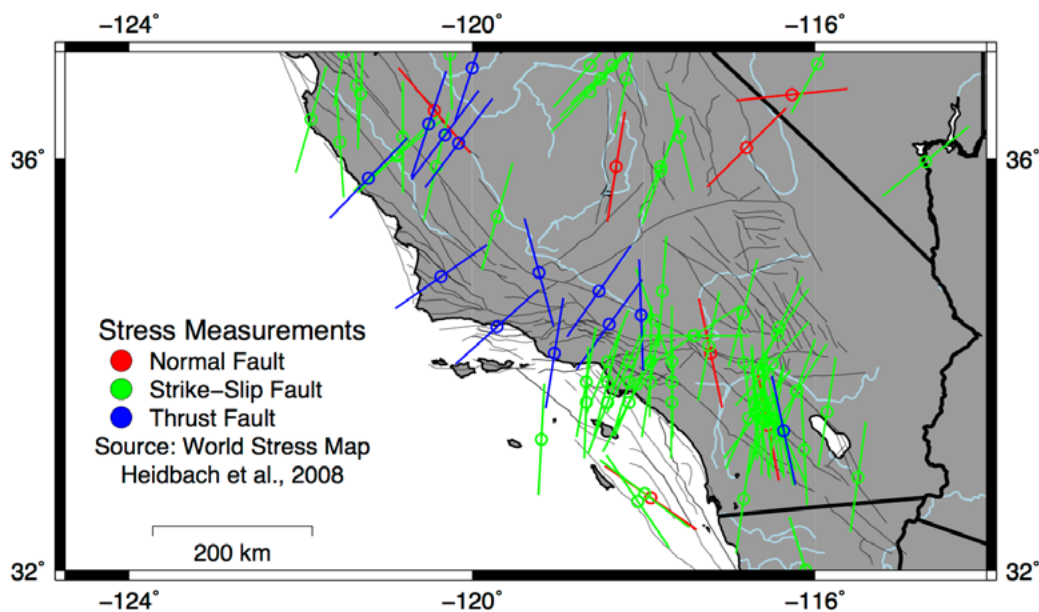 −124° −120° −116°
36° 36°
Stress Measurements
Normal Fault
Strike−Slip Fault
Thrust Fault
Source: World Stress Map
Heidbach et al., 2008
200 km
32° 32°
−124° −120° −116°